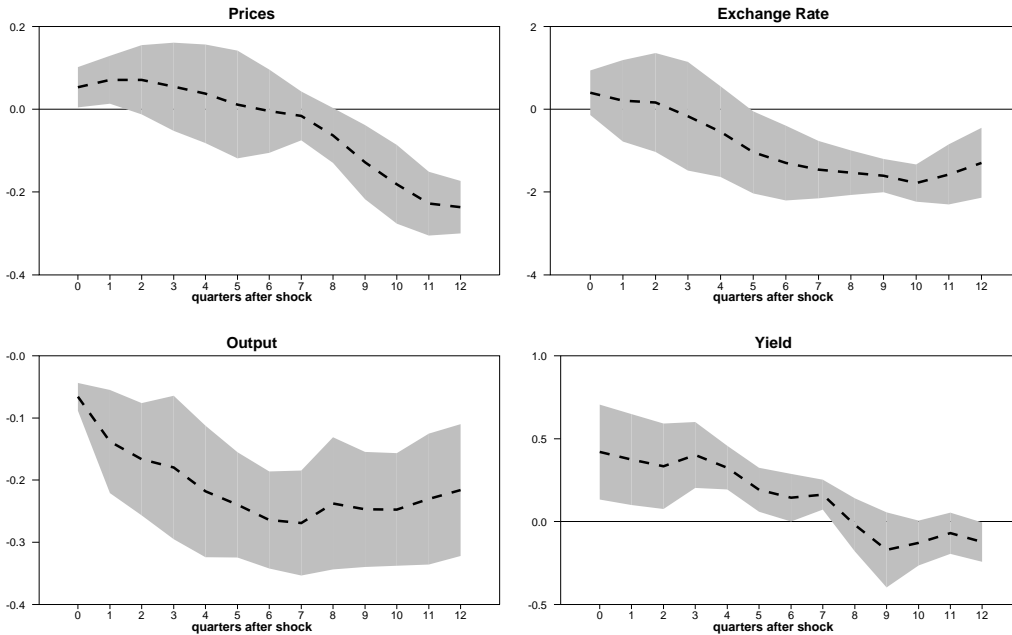 Prices
0.2
0.0
-0.2
-0.4
0 1 2 3 4 5 6 7 8 9 10 11 12
quarters after shock
Exchange Rate
2
0
-2
-4
0 1 2 3 4 5 6 7 8 9 10 11 12
quarters after shock
Output
-0.0
-0.1
-0.2
-0.3
-0.4
0 1 2 3 4 5 6 7 8 9 10 11 12
quarters after shock
Yield
1.0
0.5
0.0
-0.5
0 1 2 3 4 5 6 7 8 9 10 11 12
quarters after shock